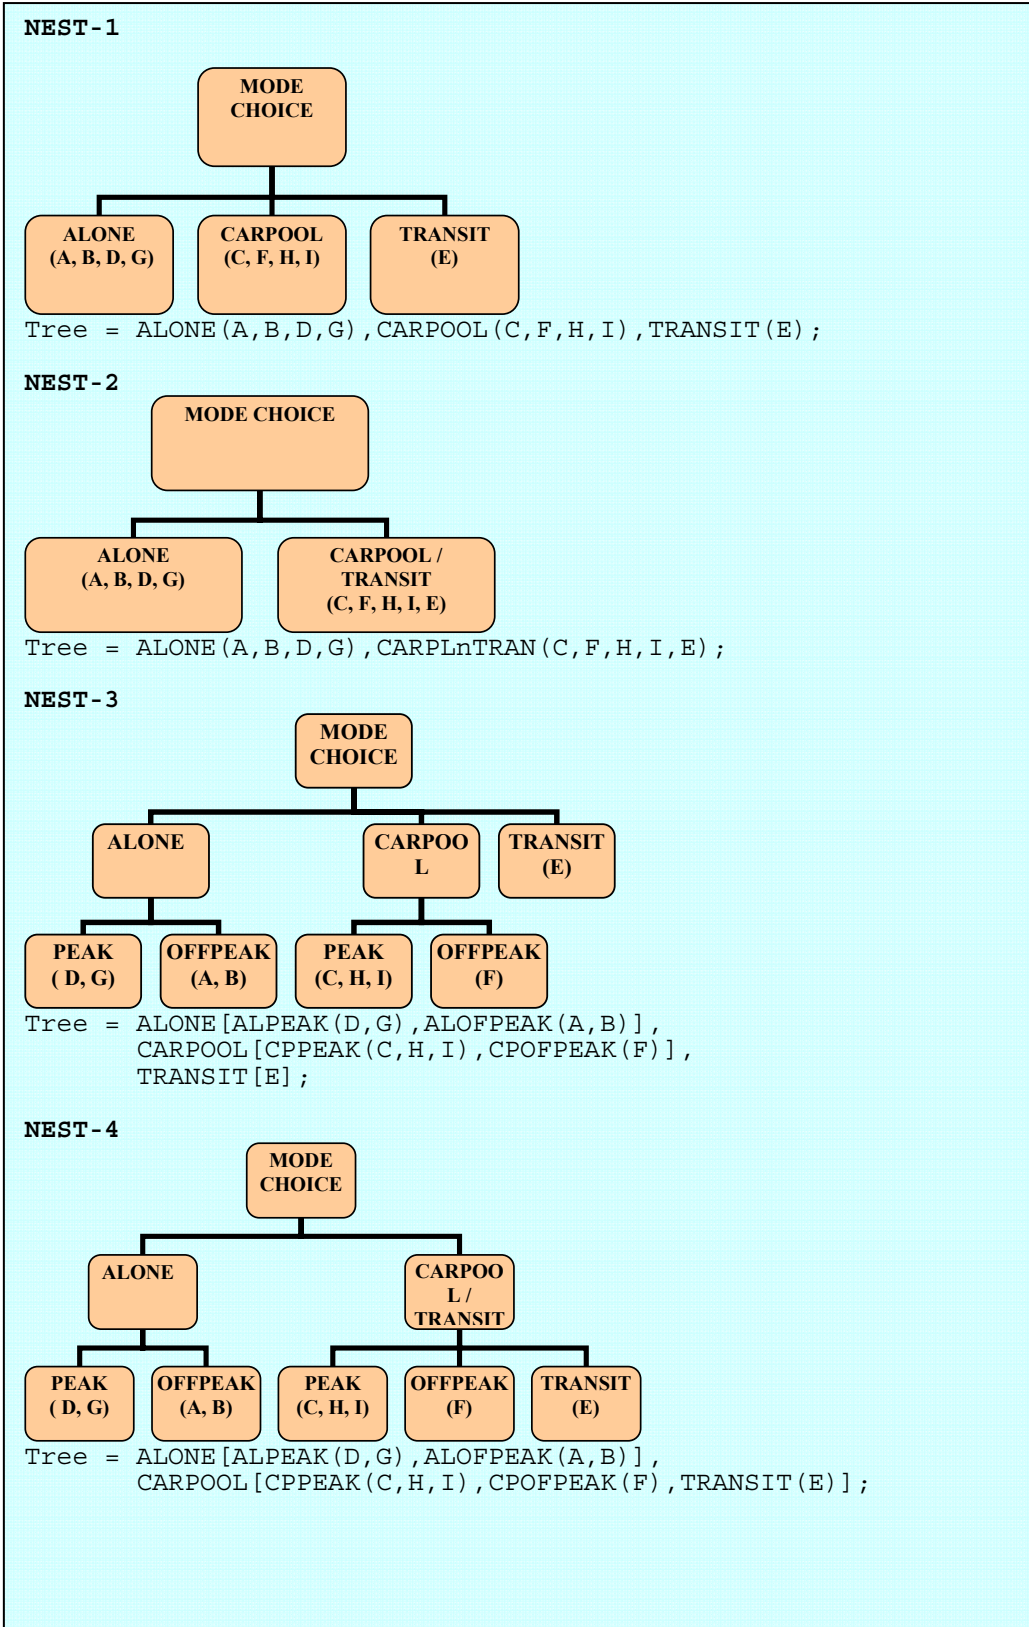 NEST-1
MODE
CHOICE
ALONE
(A, B, D, G)
CARPOOL
(C, F, H, I)
TRANSIT
(E)
Tree = ALONE(A,B,D,G),CARPOOL(C,F,H,I),TRANSIT(E);
NEST-2
MODE CHOICE
ALONE
(A, B, D, G)
CARPOOL /
TRANSIT
(C, F, H, I, E)
Tree = ALONE(A,B,D,G),CARPLnTRAN(C,F,H,I,E);
NEST-3
MODE
CHOICE
ALONE
CARPOO
L
TRANSIT
(E)
PEAK
( D, G)
OFFPEAK
(A, B)
PEAK
(C, H, I)
OFFPEAK
(F)
Tree = ALONE[ALPEAK(D,G),ALOFPEAK(A,B)],
CARPOOL[CPPEAK(C,H,I),CPOFPEAK(F)],
TRANSIT[E];
NEST-4
MODE
CHOICE
ALONE
CARPOO
L /
TRANSIT
PEAK
( D, G)
OFFPEAK
(A, B)
PEAK
(C, H, I)
OFFPEAK
(F)
TRANSIT
(E)
Tree = ALONE[ALPEAK(D,G),ALOFPEAK(A,B)],
CARPOOL[CPPEAK(C,H,I),CPOFPEAK(F),TRANSIT(E)];